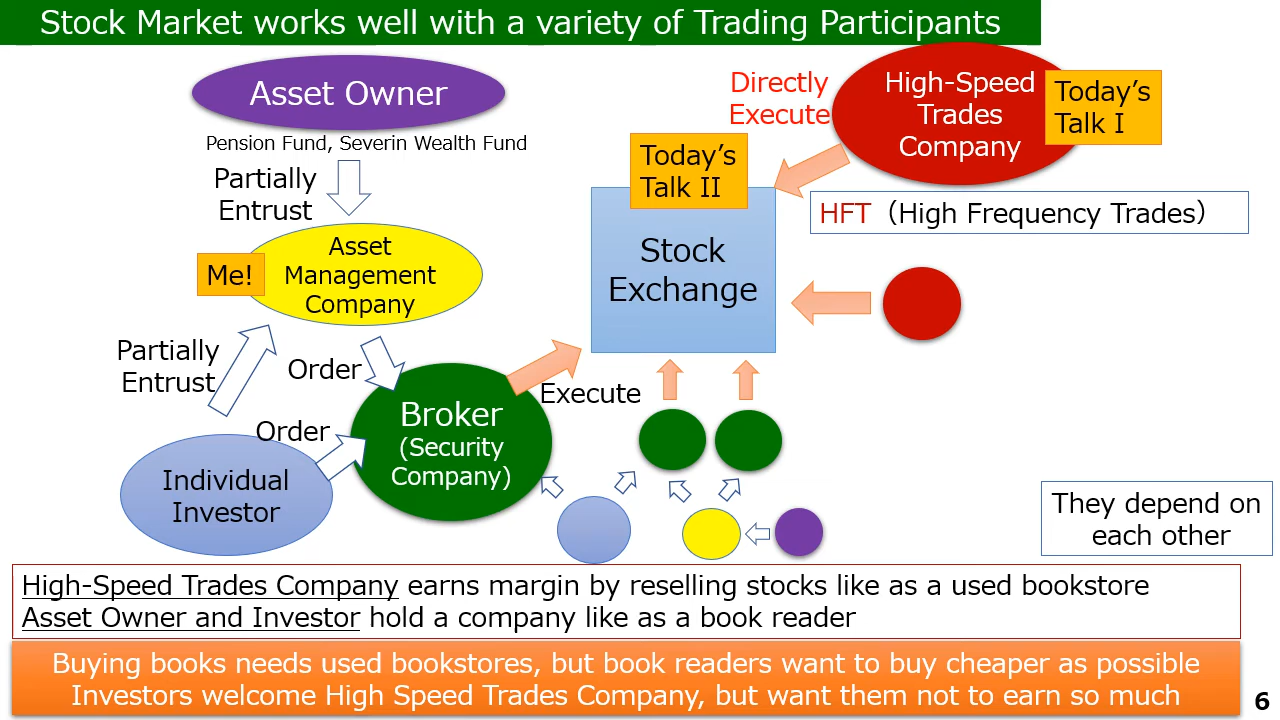 Stock Market works well with a variety of Trading Participants
Asset Owner
Pension Fund, Severin Wealth Fund
Partially
Entrust
Me!
Asset
Management
Company
Partially
Entrust
Order
Order
Individual
Investor
Broker
(Security
Company)
Execute
Today's
Talk II
Stock
Exchange
Directly
Execute
High-Speed
Trades
Company
Today's
Talk I
HFT（High Frequency Trades）
They depend on
each other
High-Speed Trades Company earns margin by reselling stocks like as a used bookstore
Asset Owner and Investor hold a company like as a book reader
Buying books needs used bookstores, but book readers want to buy cheaper as possible
Investors welcome High Speed Trades Company, but want them not to earn so much
6